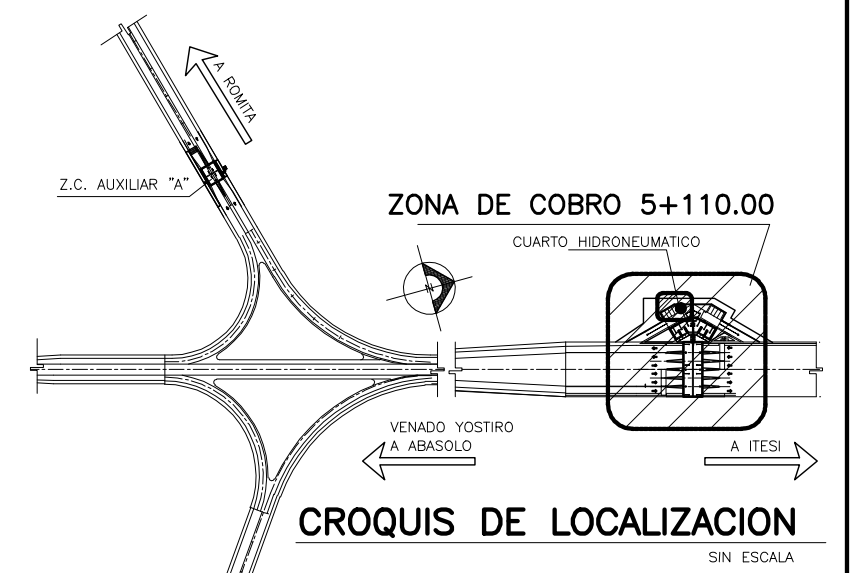 A ROMITA
Z.C. AUXILIAR "A"
ZONA DE COBRO 5+110.00
CUARTO HIDRONEUMATICO
N
VENADO YOSTIRO
A ABASOLO
A ITESI
CROQUIS DE LOCALIZACION
SIN ESCALA